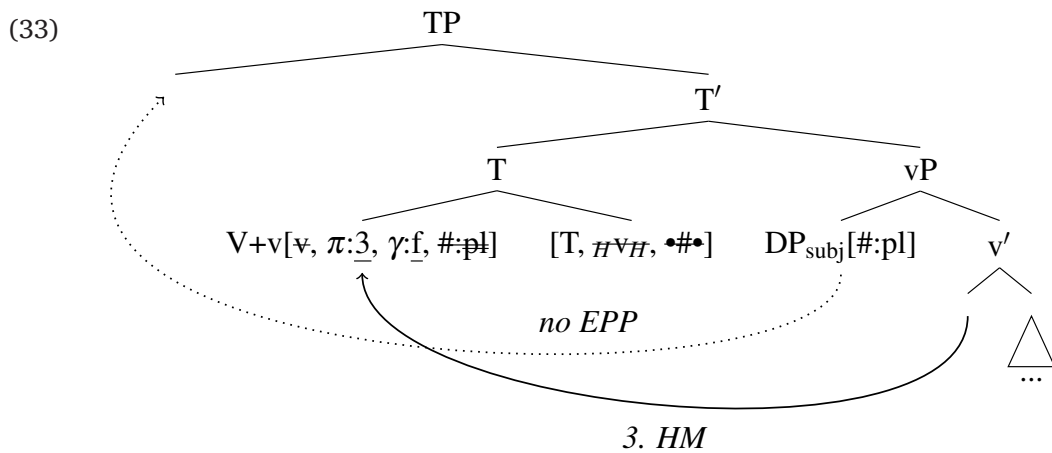 (33)
TP
T′
T vP
V+v[v, π:3, γ:f, #:pl] [T, HvH, •#•] DPsubj[#:pl] v′
no EPP
...
3. HM